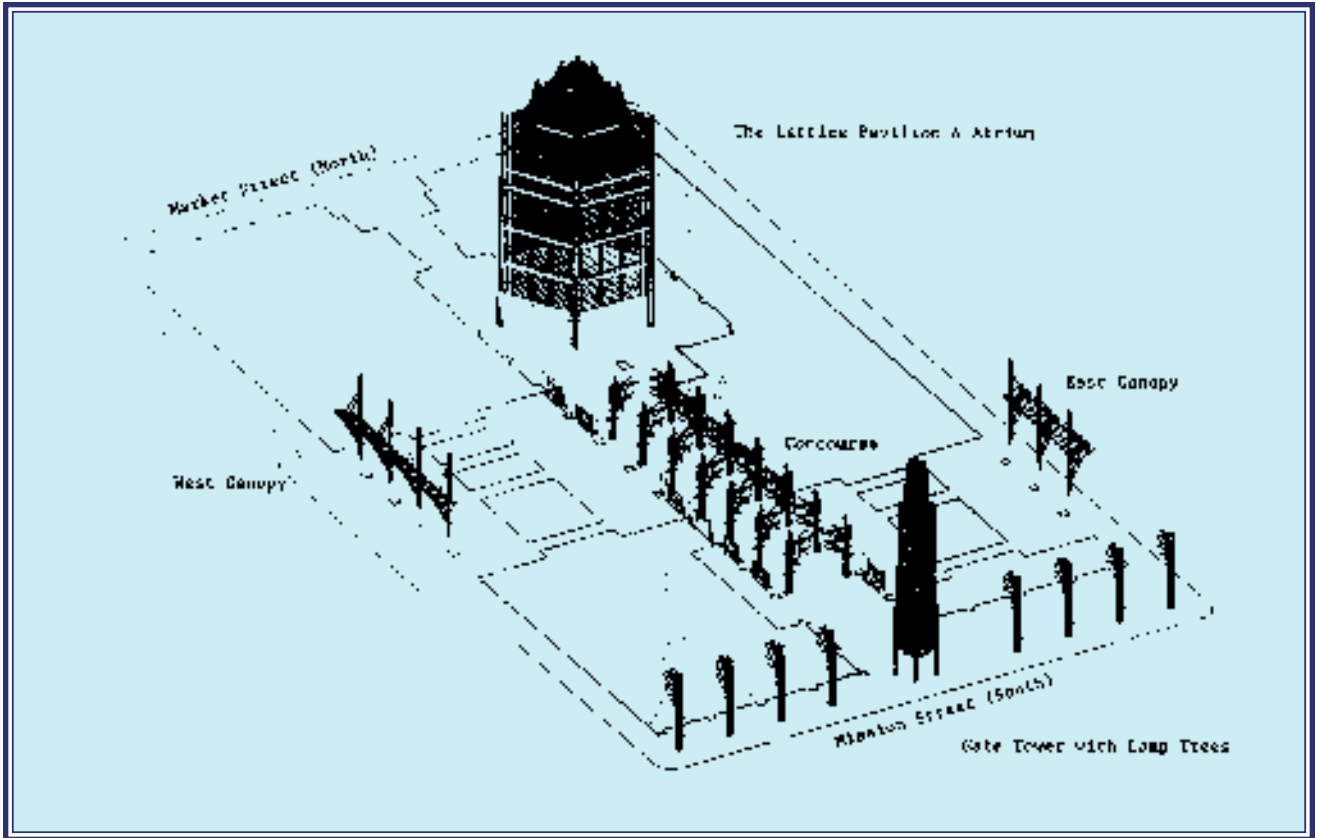 The Lattice Pavilion & Atrium
Market Street (North)
East Canopy
Concourse
West Canopy
Mission Street (South)
Gate Tower with Lamp Trees